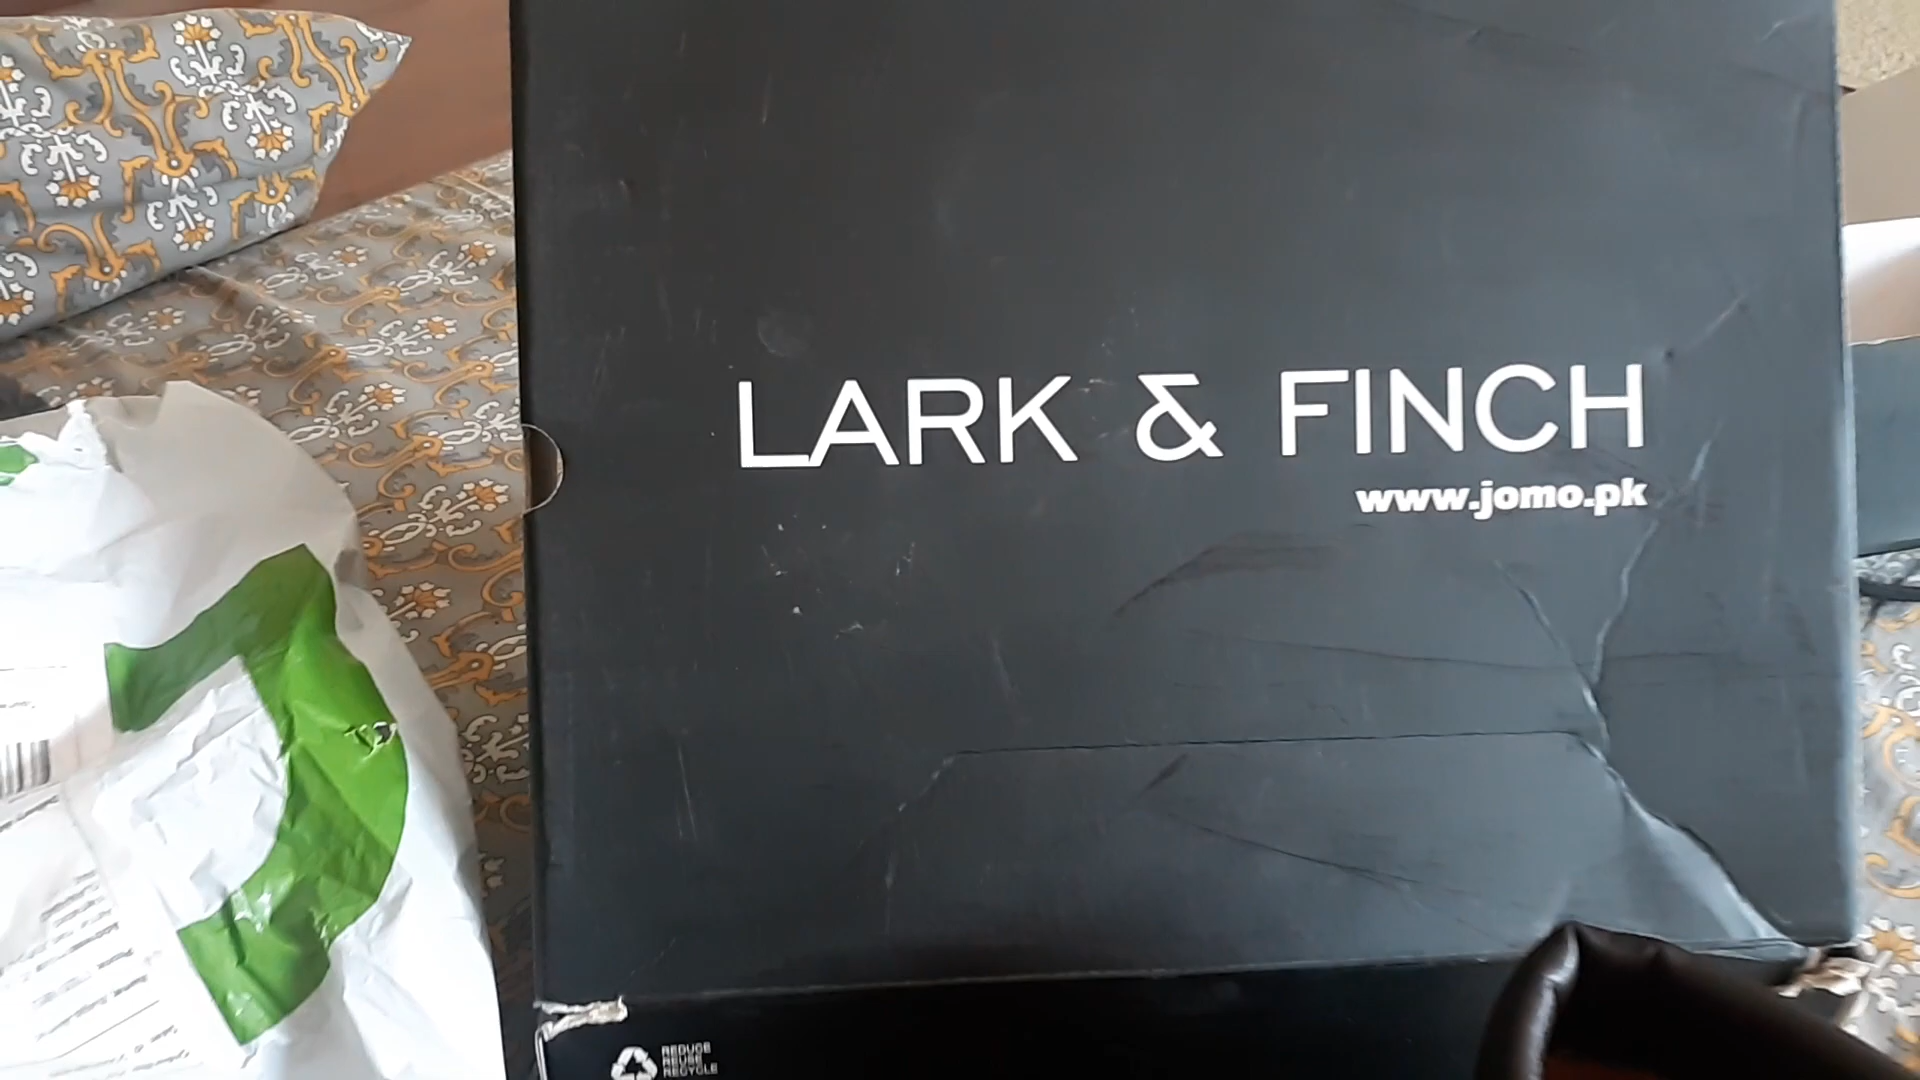 LARK & FINCH
www.jomo.pk
REDUCE
REUSE
RECYCLE